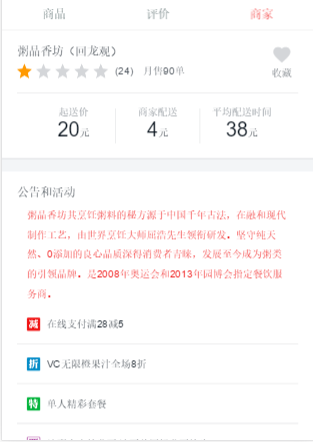 商品 评价 商家
粥品香坊（回龙观）
(24) 月售90单
收藏
起送价 商家配送 平均配送时间
20元 4元 38元
公告和活动
粥品香坊其烹饪粥料的秘方源于中国千年古法，在融和现代
制作工艺，由世界烹饪大师屈浩先生领衔研发。坚守纯天
然、0添加的良心品质深得消费者青睐，发展至今成为粥类
的引领品牌。是2008年奥运会和2013年园博会指定餐饮服
务商。
减 在线支付满28减5
折 VC无限橙果汁全场8折
特 单人精彩套餐